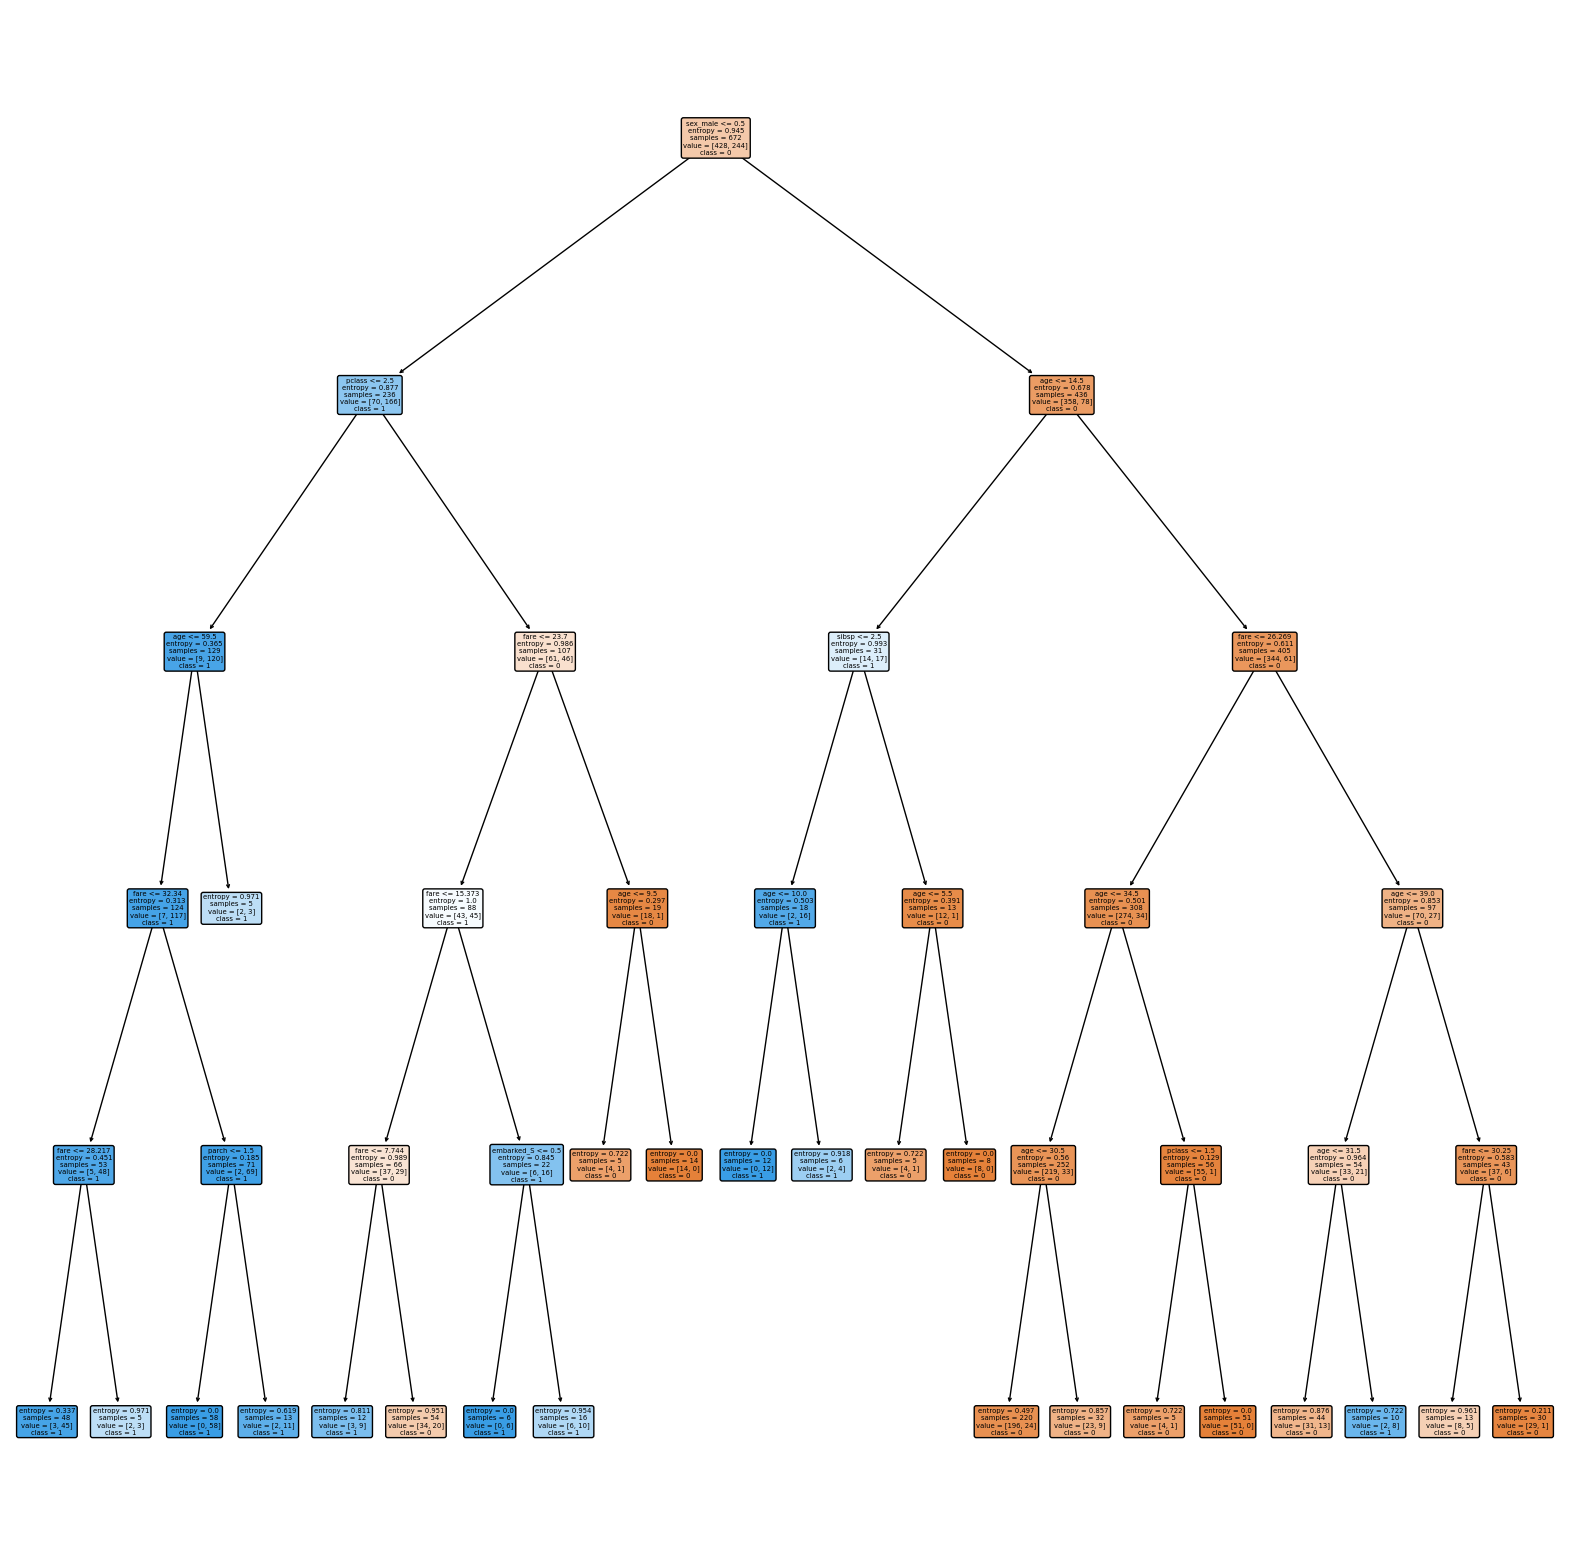 sex_male <= 0.5
entropy = 0.945
samples = 672
value = [428, 244]
class = 0
pclass <= 2.5
entropy = 0.877
samples = 236
value = [70, 166]
class = 1
age <= 14.5
entropy = 0.678
samples = 436
value = [358, 78]
class = 0
age <= 59.5
entropy = 0.365
samples = 129
value = [9, 120]
class = 1
fare <= 23.7
entropy = 0.986
samples = 107
value = [61, 46]
class = 0
sibsp <= 2.5
entropy = 0.993
samples = 31
value = [14, 17]
class = 1
fare <= 26.269
entropy = 0.611
samples = 405
value = [344, 61]
class = 0
fare <= 32.34
entropy = 0.313
samples = 124
value = [7, 117]
class = 1
entropy = 0.971
samples = 5
value = [2, 3]
class = 1
fare <= 15.373
entropy = 1.0
samples = 88
value = [43, 45]
class = 1
age <= 9.5
entropy = 0.297
samples = 19
value = [18, 1]
class = 0
age <= 10.0
entropy = 0.503
samples = 18
value = [2, 16]
class = 1
age <= 5.5
entropy = 0.391
samples = 13
value = [12, 1]
class = 0
age <= 34.5
entropy = 0.501
samples = 308
value = [274, 34]
class = 0
age <= 39.0
entropy = 0.853
samples = 97
value = [70, 27]
class = 0
fare <= 28.217
entropy = 0.451
samples = 53
value = [5, 48]
class = 1
parch <= 1.5
entropy = 0.185
samples = 71
value = [2, 69]
class = 1
fare <= 7.744
entropy = 0.989
samples = 66
value = [37, 29]
class = 0
embarked_S <= 0.5
entropy = 0.845
samples = 22
value = [6, 16]
class = 1
entropy = 0.722
samples = 5
value = [4, 1]
class = 0
entropy = 0.0
samples = 14
value = [14, 0]
class = 0
entropy = 0.0
samples = 12
value = [0, 12]
class = 1
entropy = 0.918
samples = 6
value = [2, 4]
class = 1
entropy = 0.722
samples = 5
value = [4, 1]
class = 0
entropy = 0.0
samples = 8
value = [8, 0]
class = 0
age <= 30.5
entropy = 0.56
samples = 252
value = [219, 33]
class = 0
pclass <= 1.5
entropy = 0.129
samples = 56
value = [55, 1]
class = 0
age <= 31.5
entropy = 0.964
samples = 54
value = [33, 21]
class = 0
fare <= 30.25
entropy = 0.583
samples = 43
value = [37, 6]
class = 0
entropy = 0.337
samples = 48
value = [3, 45]
class = 1
entropy = 0.971
samples = 5
value = [2, 3]
class = 1
entropy = 0.0
samples = 58
value = [0, 58]
class = 1
entropy = 0.619
samples = 13
value = [2, 11]
class = 1
entropy = 0.811
samples = 12
value = [3, 9]
class = 1
entropy = 0.951
samples = 54
value = [34, 20]
class = 0
entropy = 0.0
samples = 6
value = [0, 6]
class = 1
entropy = 0.954
samples = 16
value = [6, 10]
class = 1
entropy = 0.497
samples = 220
value = [196, 24]
class = 0
entropy = 0.857
samples = 32
value = [23, 9]
class = 0
entropy = 0.722
samples = 5
value = [4, 1]
class = 0
entropy = 0.0
samples = 51
value = [51, 0]
class = 0
entropy = 0.876
samples = 44
value = [31, 13]
class = 0
entropy = 0.722
samples = 10
value = [2, 8]
class = 1
entropy = 0.961
samples = 13
value = [8, 5]
class = 0
entropy = 0.211
samples = 30
value = [29, 1]
class = 0